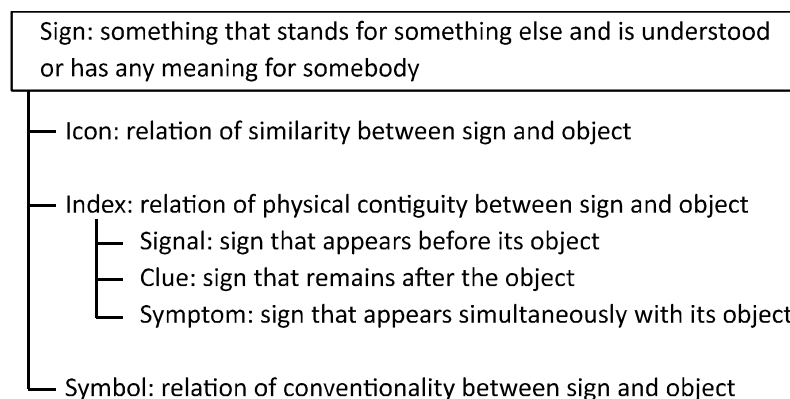 Sign: something that stands for something else and is understood
or has any meaning for somebody
Icon: relation of similarity between sign and object
Index: relation of physical contiguity between sign and object
Signal: sign that appears before its object
Clue: sign that remains after the object
Symptom: sign that appears simultaneously with its object
Symbol: relation of conventionality between sign and object